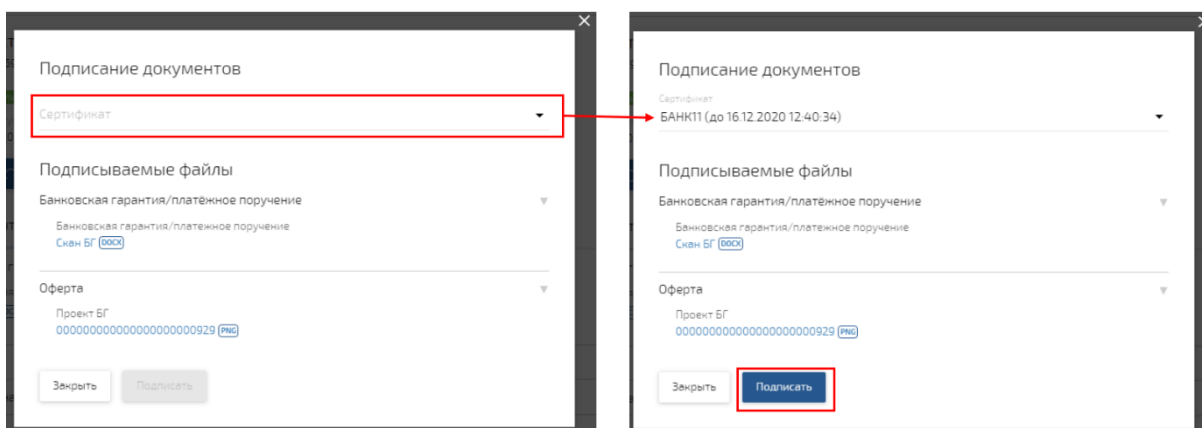 Подписание документов
Сертификат
Подписываемые файлы
Банковская гарантия/платёжное поручение
Банковская гарантия/платежное поручение
Скан БГ DOCX
Оферта
Проект БГ
000000000000000000000929 PNG
Закрыть Подписать
Подписание документов
Сертификат
БАНК11 (до 16.12.2020 12:40:34)
Подписываемые файлы
Банковская гарантия/платёжное поручение
Банковская гарантия/платежное поручение
Скан БГ DOCX
Оферта
Проект БГ
000000000000000000000929 PNG
Закрыть Подписать